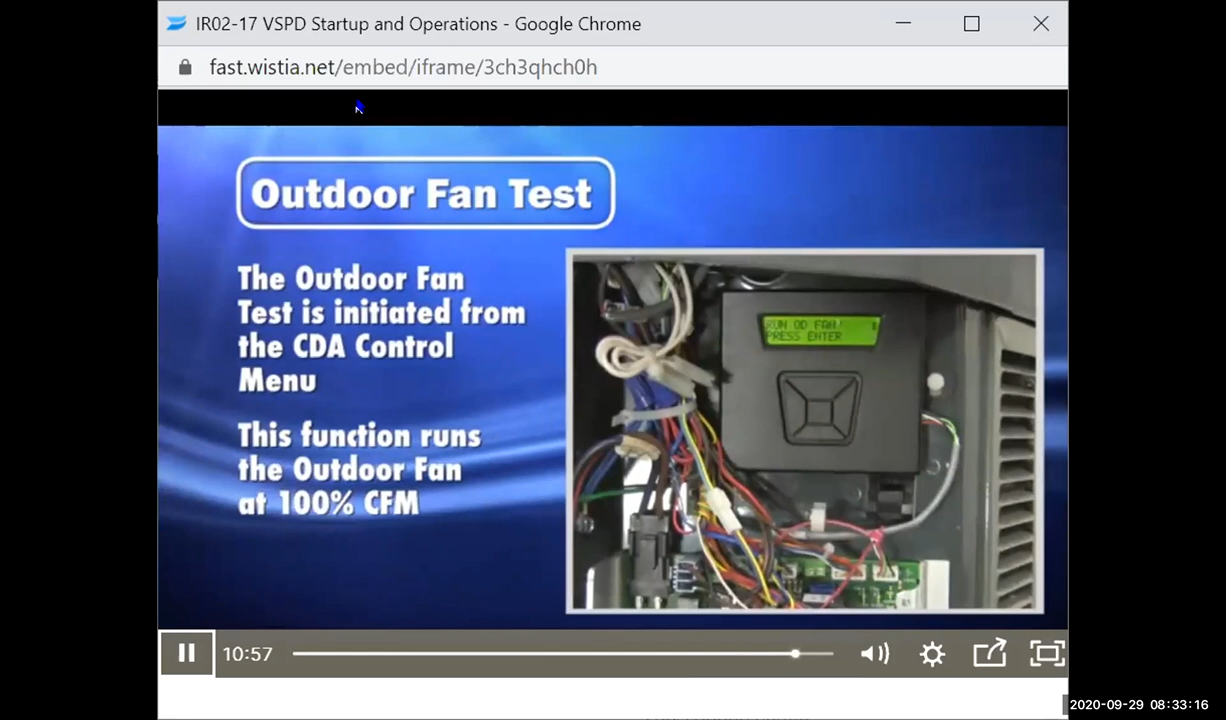 IR02-17 VSPD Startup and Operations - Google Chrome
fast.wistia.net/embed/iframe/3ch3qhch0h
Outdoor Fan Test
The Outdoor Fan
Test is initiated from
the CDA Control
Menu
This function runs
the Outdoor Fan
at 100% CFM
RUN OD FAN?
PRESS ENTER
10:57
2020-09-29 08:33:16